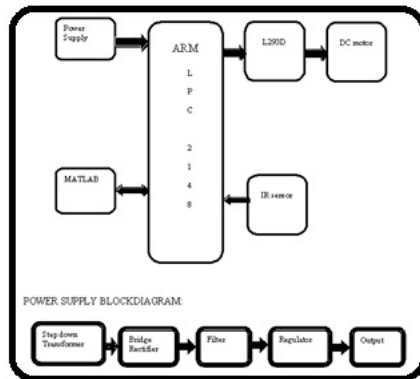 Power
Supply
ARM
L
P
C
2
1
4
8
L293D
DC motor
MATLAB
IR sensor
POWER SUPPLY BLOCKDIAGRAM:
Step down
Transformer
Bridge
Rectifier
Filter
Regulator
Output